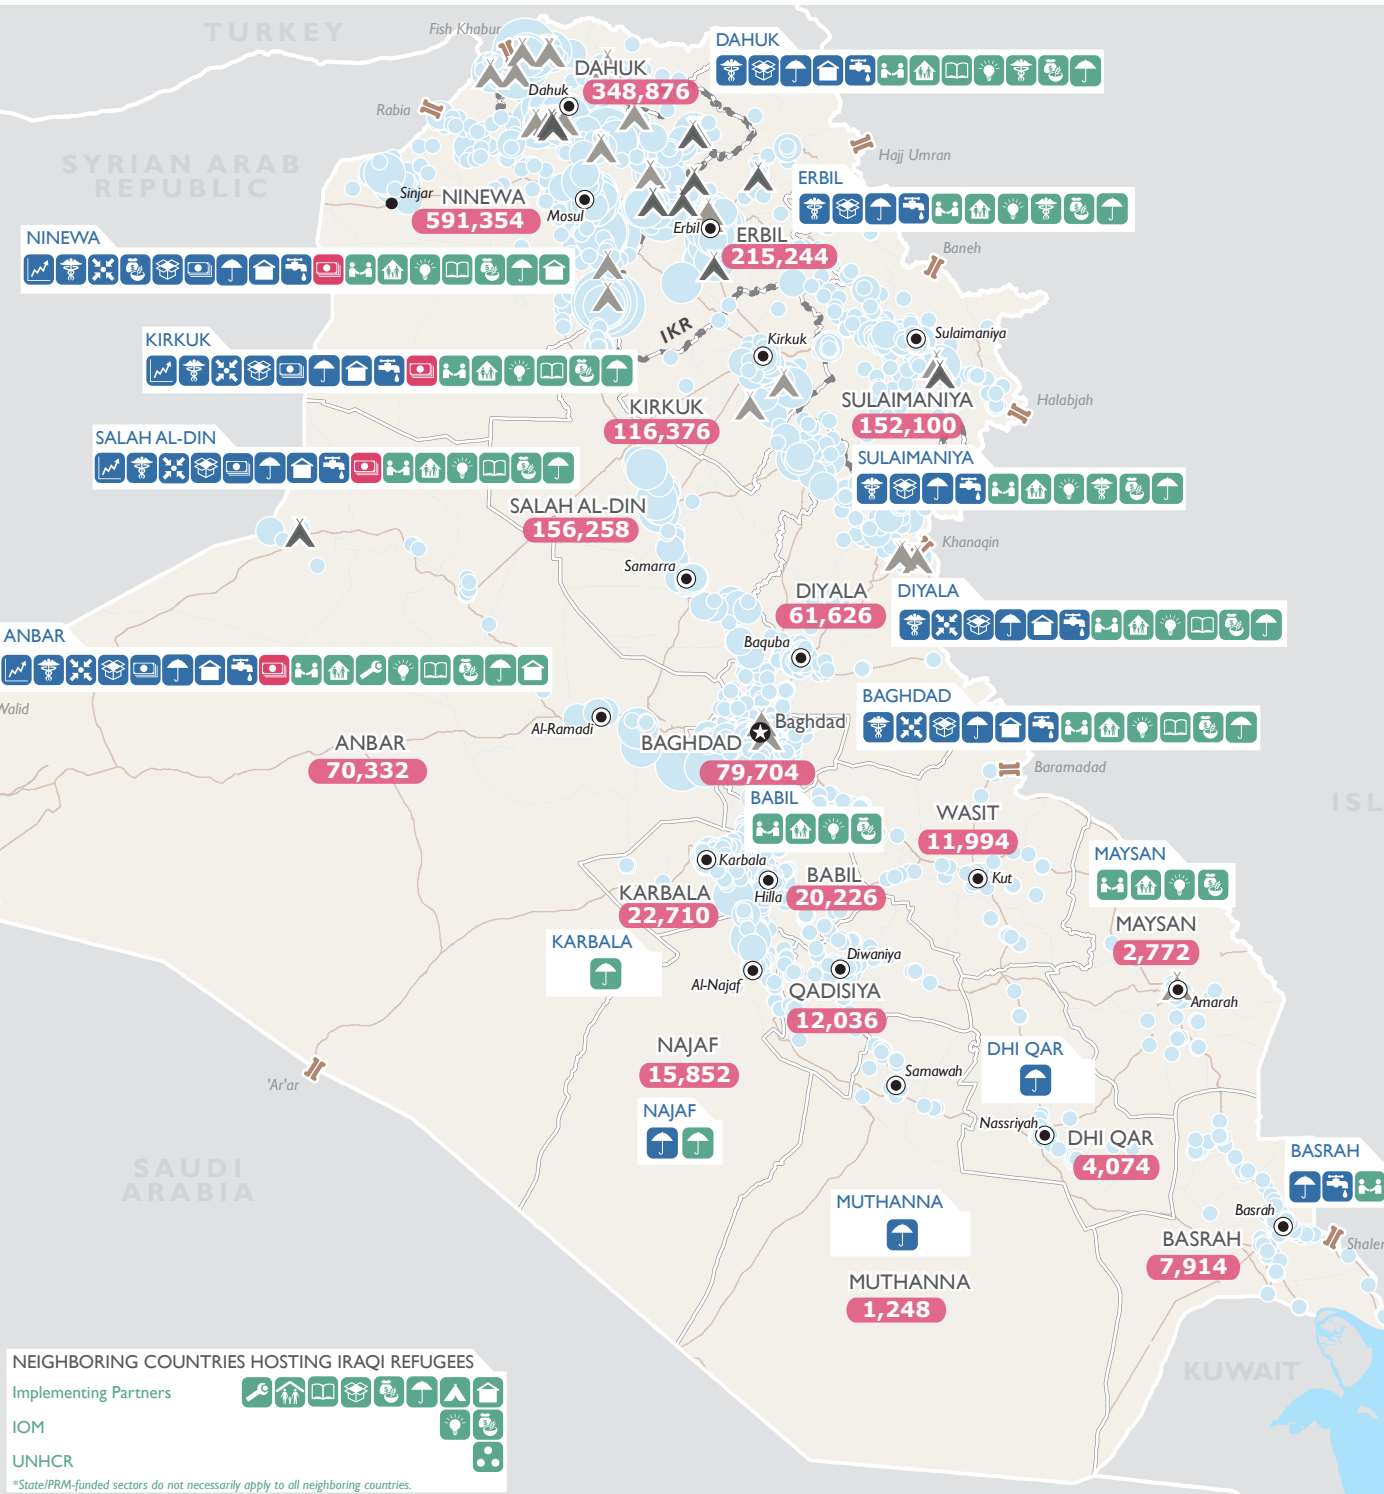 TURKEY
Fish Khabur
DAHUK
DAHUK
348,876
Dahuk
Rabia
SYRIAN ARAB
REPUBLIC
Hajj Umran
ERBIL
Sinjar
NINEWA
591,354
Mosul
Erbil
ERBIL
215,244
NINEWA
Baneh
IKR
KIRKUK
Kirkuk
Sulaimaniya
KIRKUK
116,376
SULAIMANIYA
152,100
Halabjah
SALAH AL-DIN
SULAIMANIYA
SALAH AL-DIN
156,258
Khanaqin
Samarra
DIYALA
61,626
DIYALA
ANBAR
Baquba
Walid
BAGHDAD
Al-Ramadi
Baghdad
ANBAR
70,332
BAGHDAD
79,704
Baramadad
BABIL
ISL
WASIT
11,994
MAYSAN
Karbala
Kut
KARBALA
22,710
Hilla
BABIL
20,226
MAYSAN
2,772
KARBALA
Diwaniya
Al-Najaf
QADISIYA
12,036
Amarah
NAJAF
15,852
DHI QAR
'Ar'ar
Samawah
NAJAF
Nassriyah
DHI QAR
4,074
SAUDI
ARABIA
BASRAH
MUTHANNA
Basrah
BASRAH
7,914
Shaler
MUTHANNA
1,248
KUWAIT
NEIGHBORING COUNTRIES HOSTING IRAQI REFUGEES
Implementing Partners
IOM
UNHCR
*State/PRM-funded sectors do not necessarily apply to all neighboring countries.